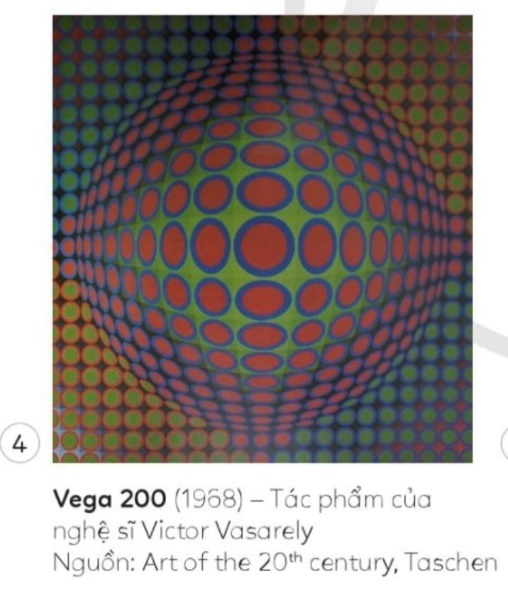 4
Vega 200 (1968) – Tác phẩm của
nghệ sĩ Victor Vasarely
Nguồn: Art of the 20th century, Taschen